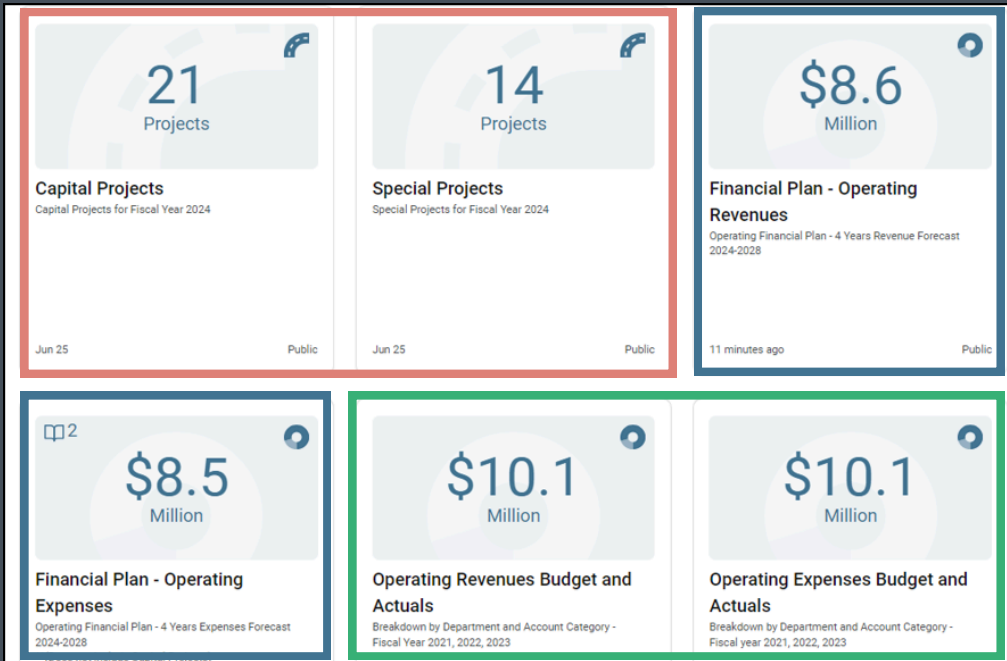 21
Projects
Capital Projects
Capital Projects for Fiscal Year 2024
Jun 25
Public
14
Projects
Special Projects
Special Projects for Fiscal Year 2024
Jun 25
Public
$8.6
Million
Financial Plan - Operating
Revenues
Operating Financial Plan - 4 Years Revenue Forecast
2024-2028
11 minutes ago
Public
2
$8.5
Million
Financial Plan - Operating
Expenses
Operating Financial Plan - 4 Years Expenses Forecast
2024-2028
$10.1
Million
Operating Revenues Budget and
Actuals
Breakdown by Department and Account Category -
Fiscal Year 2021, 2022, 2023
$10.1
Million
Operating Expenses Budget and
Actuals
Breakdown by Department and Account Category -
Fiscal year 2021, 2022, 2023